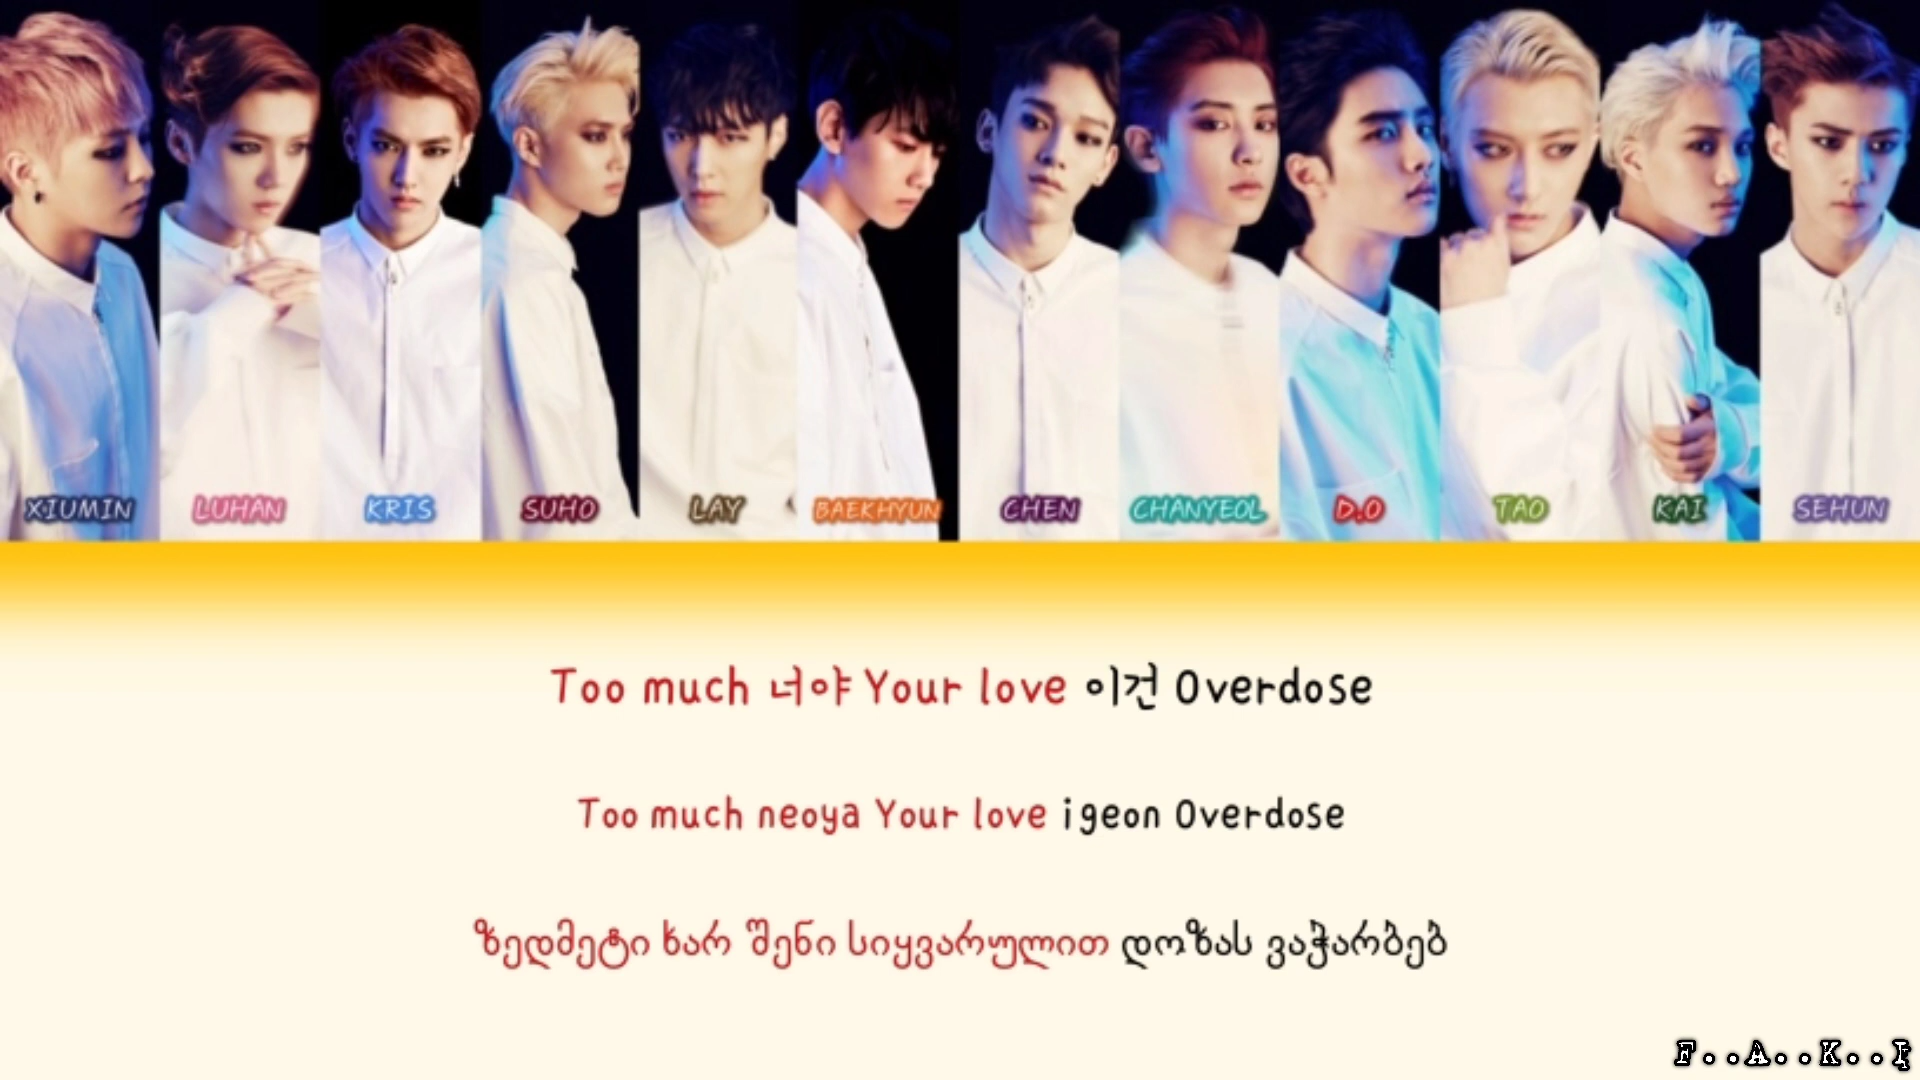 XIUMIN LUHAN KRIS SUHO LAY BAEKHYUN CHEN CHANYEOL D.O TAO KAI SEHUN
Too much 너야 Your love 이건 Overdose
Too much neoya Your love igeon Overdose
ზედმეტი ხარ შენი სიყვარულით დოზას ვაჭარბებ
F..A..K..I